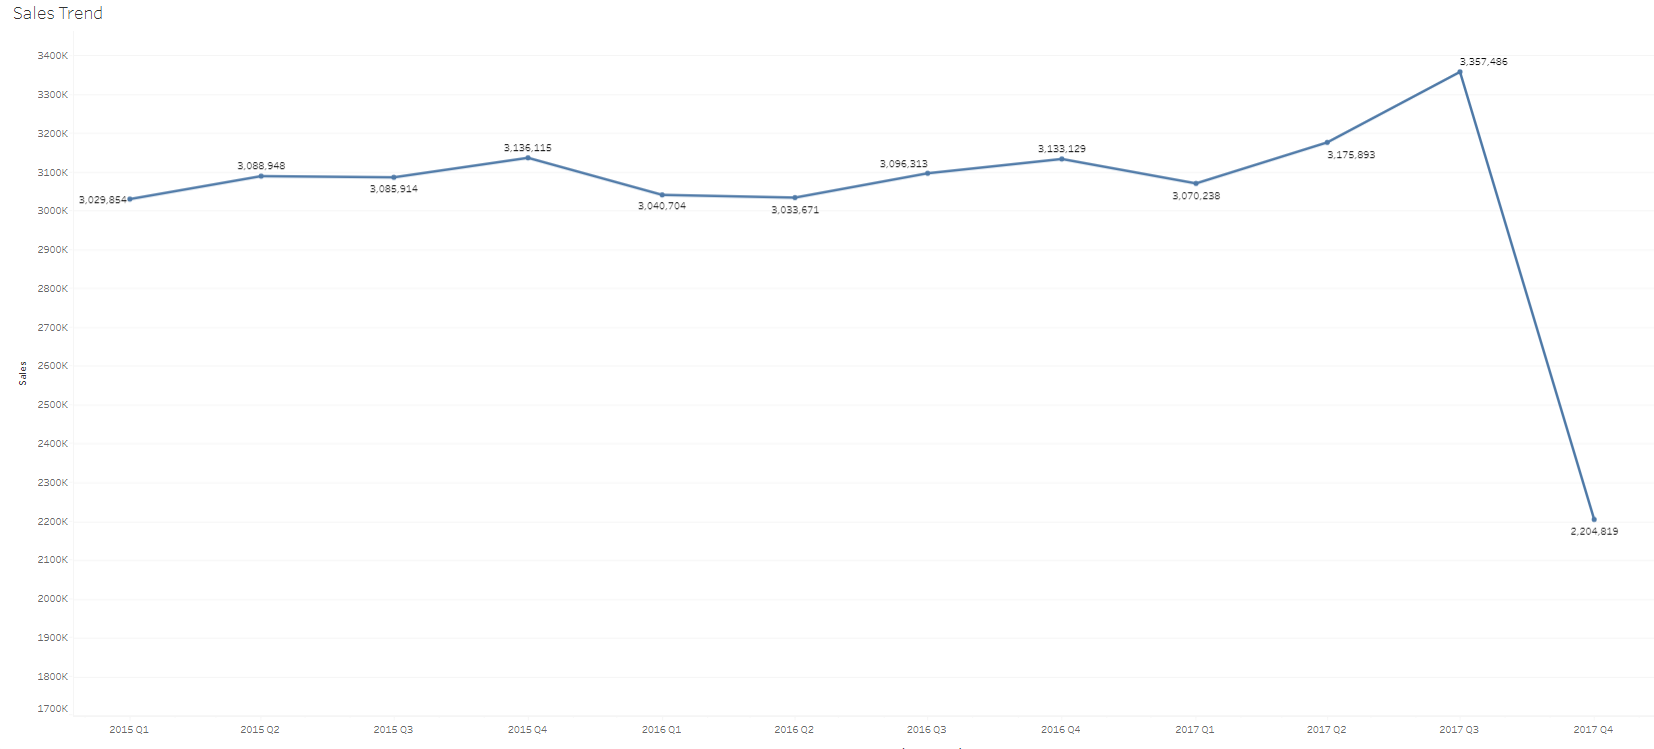 Sales Trend
3400K
3300K
3200K
3100K
3000K
2900K
2800K
2700K
2600K
2500K
2400K
2300K
2200K
2100K
2000K
1900K
1800K
1700K
Sales
3,029,854
3,088,948
3,085,914
3,136,115
3,040,704
3,033,671
3,096,313
3,133,129
3,070,238
3,175,893
3,357,486
2,204,819
2015 Q1
2015 Q2
2015 Q3
2015 Q4
2016 Q1
2016 Q2
2016 Q3
2016 Q4
2017 Q1
2017 Q2
2017 Q3
2017 Q4